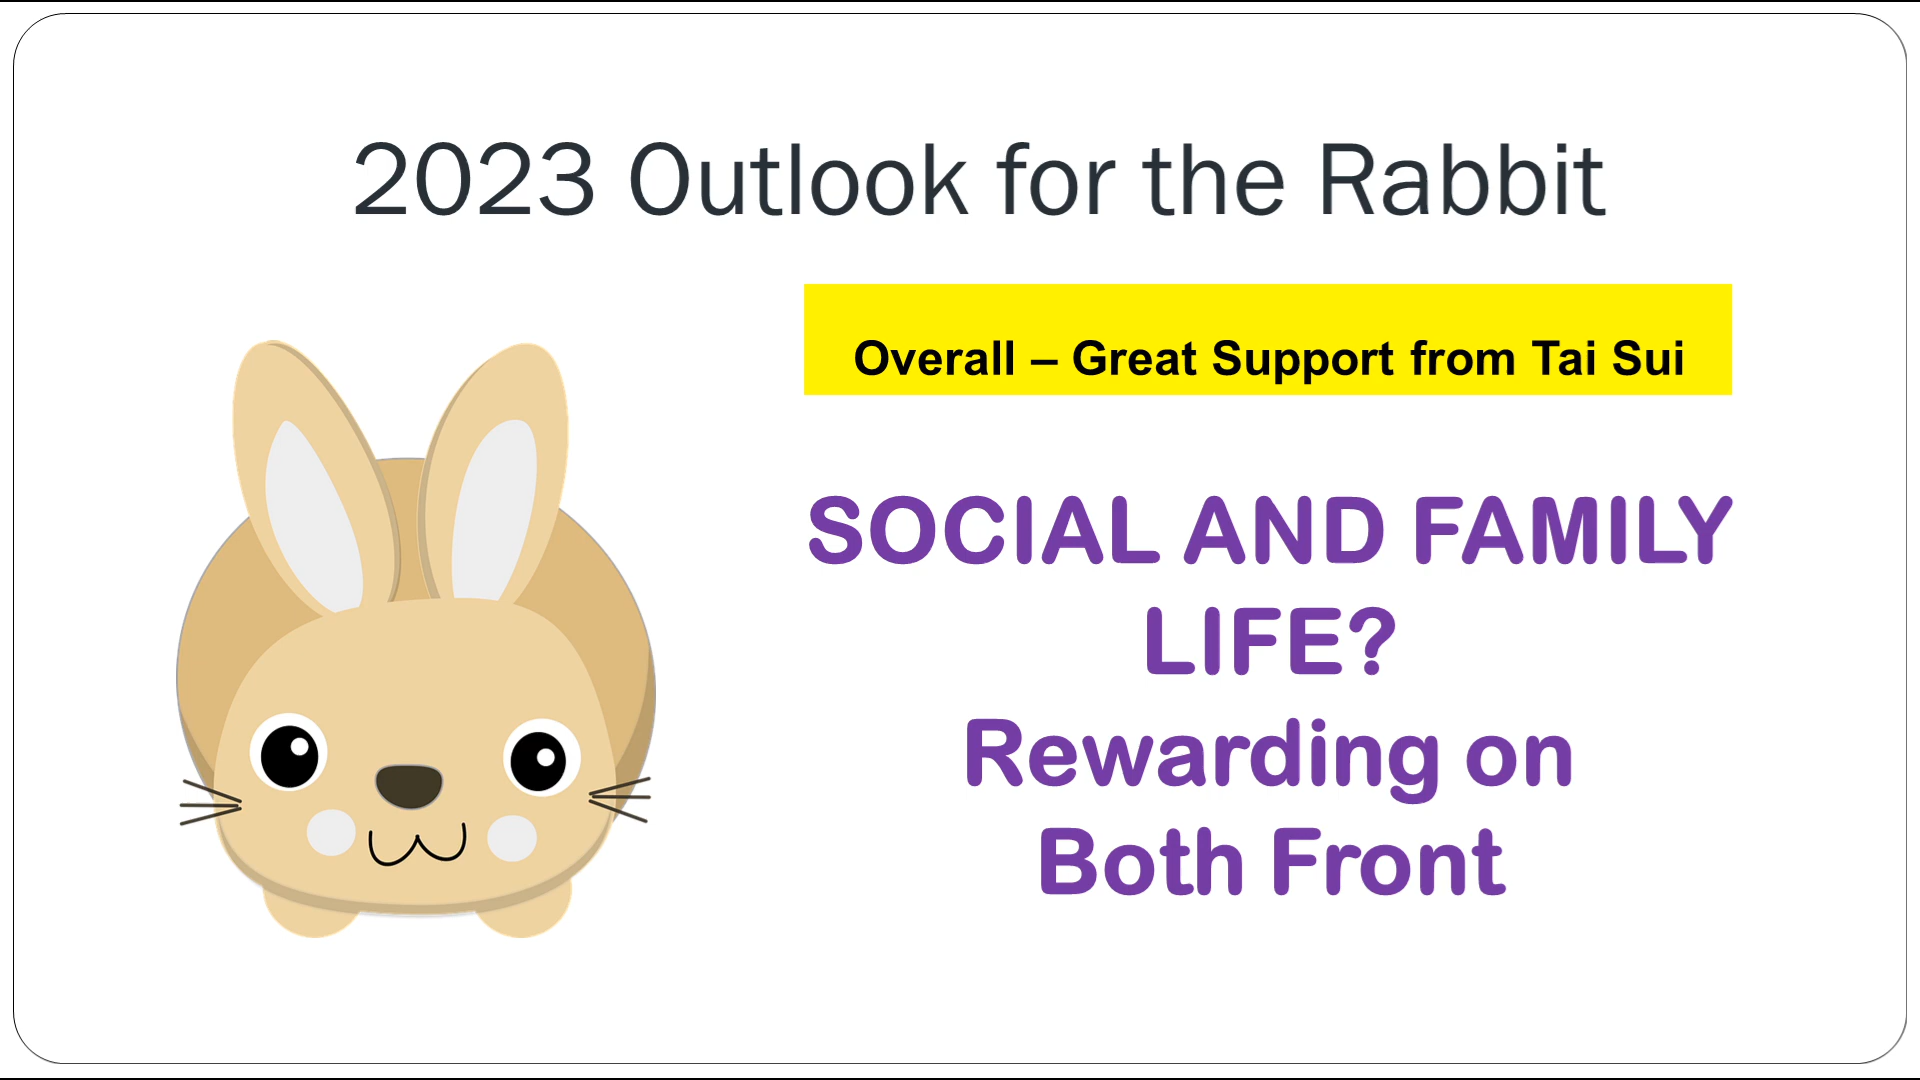 2023 Outlook for the Rabbit
Overall – Great Support from Tai Sui
SOCIAL AND FAMILY
LIFE?
Rewarding on
Both Front